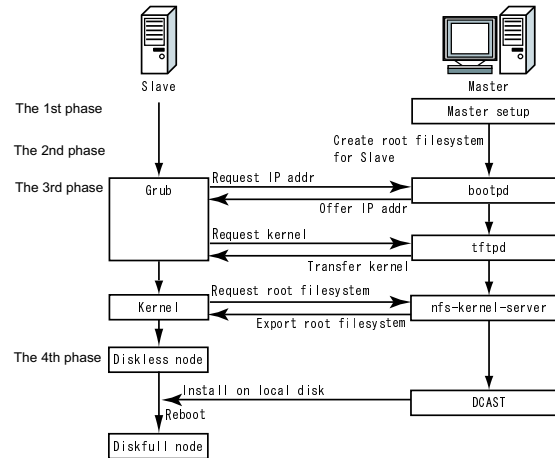 Slave
Master
The 1st phase
Master setup
The 2nd phase
Create root filesystem
for Slave
The 3rd phase
Grub
Request IP addr
bootpd
Offer IP addr
Request kernel
tftpd
Transfer kernel
Kernel
Request root filesystem
nfs-kernel-server
Export root filesystem
The 4th phase
Diskless node
Install on local disk
DCAST
Reboot
Diskfull node